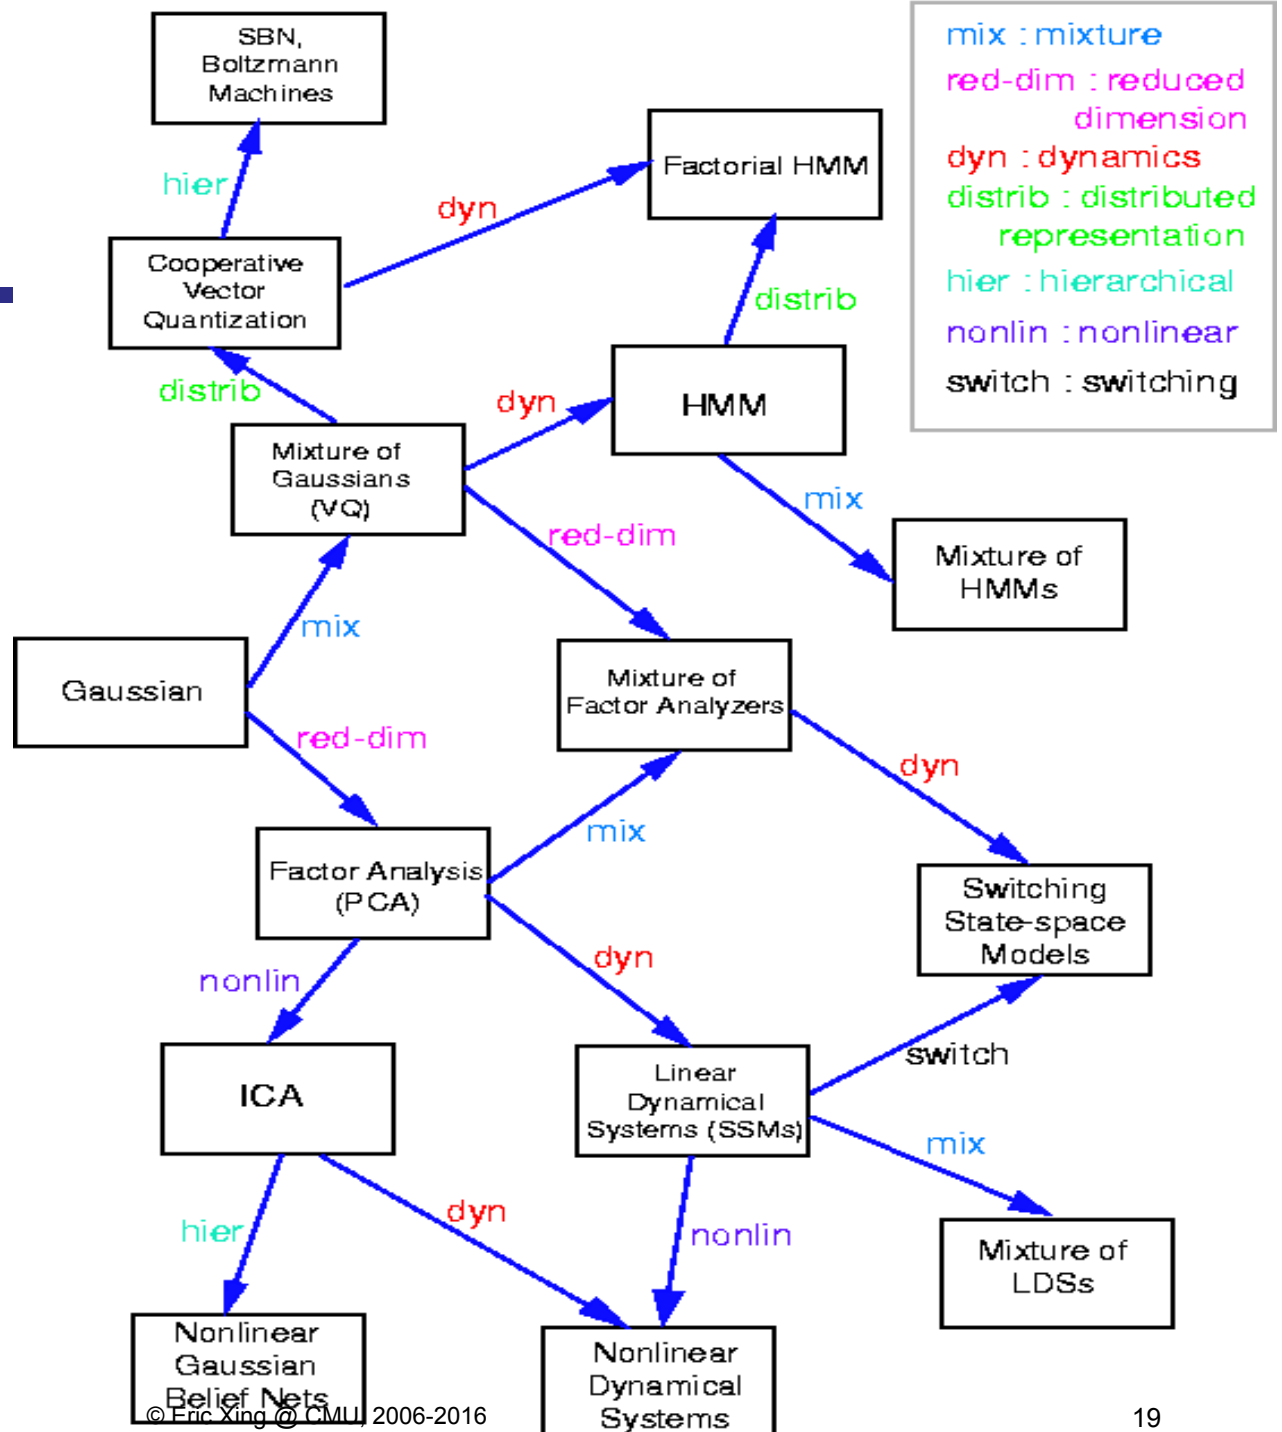 SBN,
Boltzmann
Machines
mix : mixture
red-dim : reduced
dimension
dyn : dynamics
distrib : distributed
representation
hier : hierarchical
nonlin : nonlinear
switch : switching
hier
dyn
Factorial HMM
Cooperative
Vector
Quantization
distrib
distrib
dyn
HMM
Mixture of
Gaussians
(VQ)
mix
red-dim
Mixture of
HMMs
mix
Gaussian
Mixture of
Factor Analyzers
red-dim
dyn
mix
Factor Analysis
(PCA)
Switching
State-space
Models
nonlin
dyn
switch
ICA
Linear
Dynamical
Systems (SSMs)
mix
hier
dyn
nonlin
Mixture of
LDSs
Nonlinear
Gaussian
Belief Nets
Nonlinear
Dynamical
Systems
© Eric Xing @ CMU, 2006-2016
19